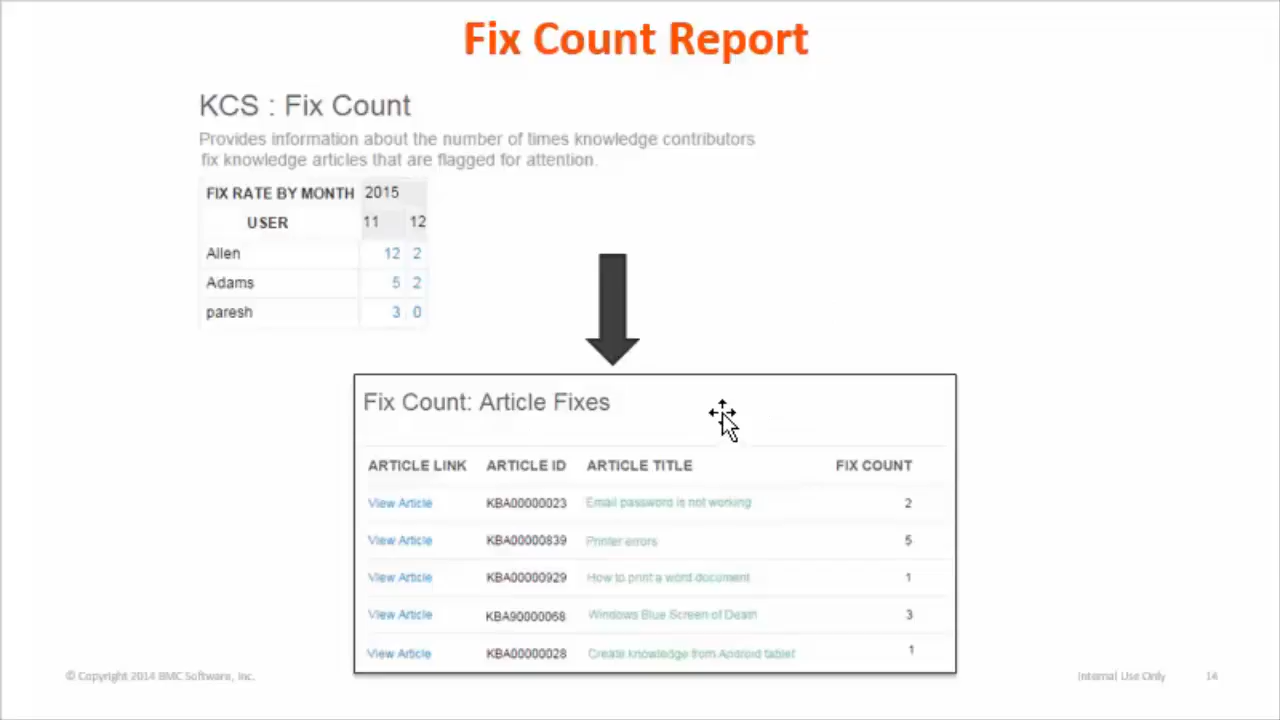 Fix Count Report
KCS : Fix Count
Provides information about the number of times knowledge contributors
fix knowledge articles that are flagged for attention.
FIX RATE BY MONTH 2015
USER 11 12
Allen 12 2
Adams 5 2
paresh 3 0
Fix Count: Article Fixes
ARTICLE LINK ARTICLE ID ARTICLE TITLE FIX COUNT
View Article KBA00000023 Email password is not working 2
View Article KBA00000839 Printer errors 5
View Article KBA00000929 How to print a word document 1
View Article KBA90000068 Windows Blue Screen of Death 3
View Article KBA00000028 Create knowledge from Android tablet 1
© Copyright 2014 BMC Software, Inc. Internal Use Only 14